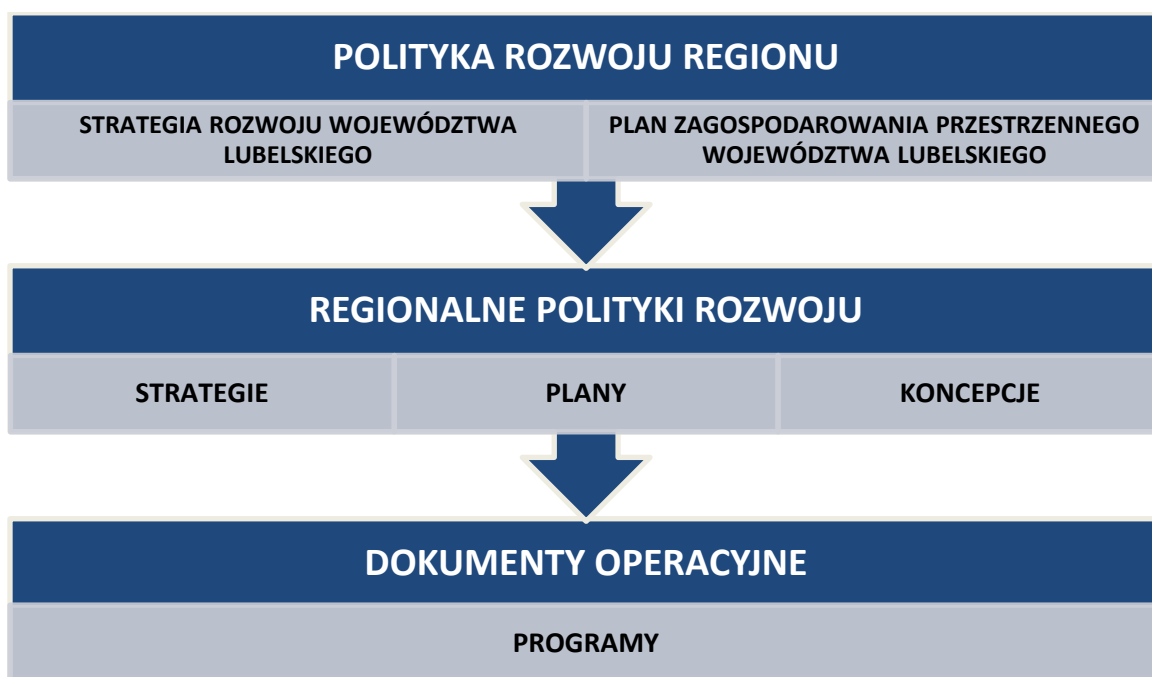 POLITYKA ROZWOJU REGIONU
STRATEGIA ROZWOJU WOJEWÓDZTWA
LUBELSKIEGO
PLAN ZAGOSPODAROWANIA PRZESTRZENNEGO
WOJEWÓDZTWA LUBELSKIEGO
REGIONALNE POLITYKI ROZWOJU
STRATEGIE
PLANY
KONCEPCJE
DOKUMENTY OPERACYJNE
PROGRAMY